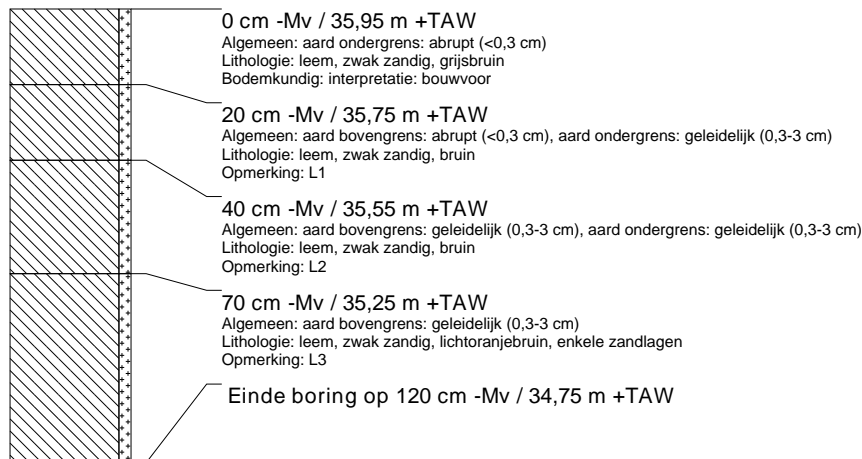 0 cm -Mv / 35,95 m +TAW
Algemeen: aard ondergrens: abrupt (<0,3 cm)
Lithologie: leem, zwak zandig, grijsbruin
Bodemkundig: interpretatie: bouwvoor
20 cm -Mv / 35,75 m +TAW
Algemeen: aard bovengrens: abrupt (<0,3 cm), aard ondergrens: geleidelijk (0,3-3 cm)
Lithologie: leem, zwak zandig, bruin
Opmerking: L1
40 cm -Mv / 35,55 m +TAW
Algemeen: aard bovengrens: geleidelijk (0,3-3 cm), aard ondergrens: geleidelijk (0,3-3 cm)
Lithologie: leem, zwak zandig, bruin
Opmerking: L2
70 cm -Mv / 35,25 m +TAW
Algemeen: aard bovengrens: geleidelijk (0,3-3 cm)
Lithologie: leem, zwak zandig, lichtoranjebruin, enkele zandlagen
Opmerking: L3
Einde boring op 120 cm -Mv / 34,75 m +TAW